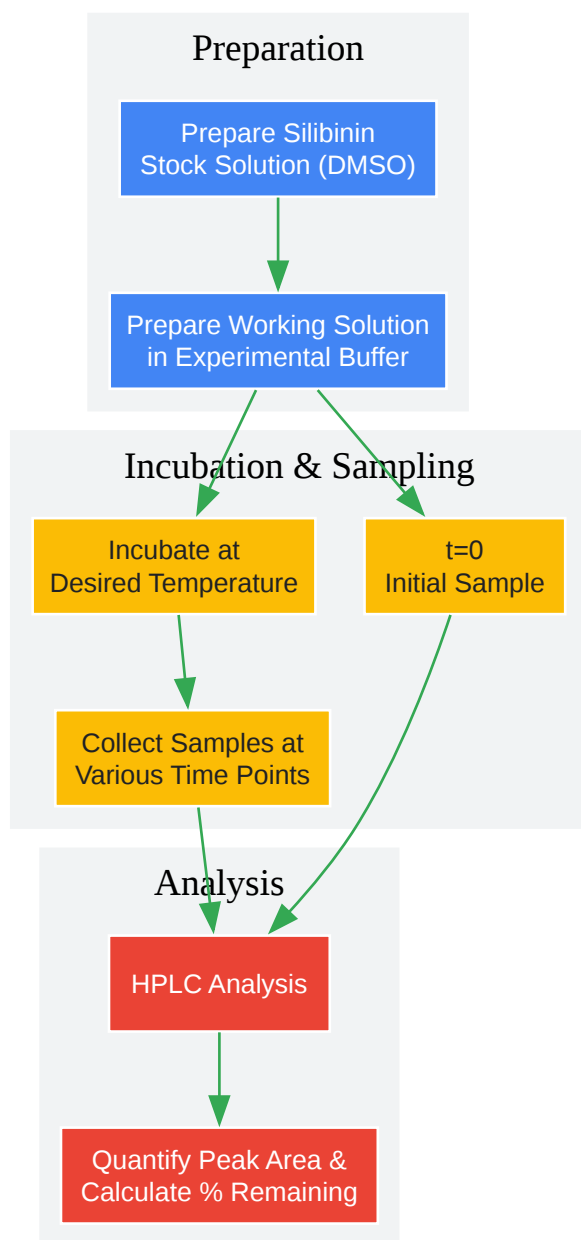 Preparation
Prepare Silibinin
Stock Solution (DMSO)
Prepare Working Solution
in Experimental Buffer
Incubation & Sampling
Incubate at
Desired Temperature
t=0
Initial Sample
Collect Samples at
Various Time Points
Analysis
HPLC Analysis
Quantify Peak Area &
Calculate % Remaining